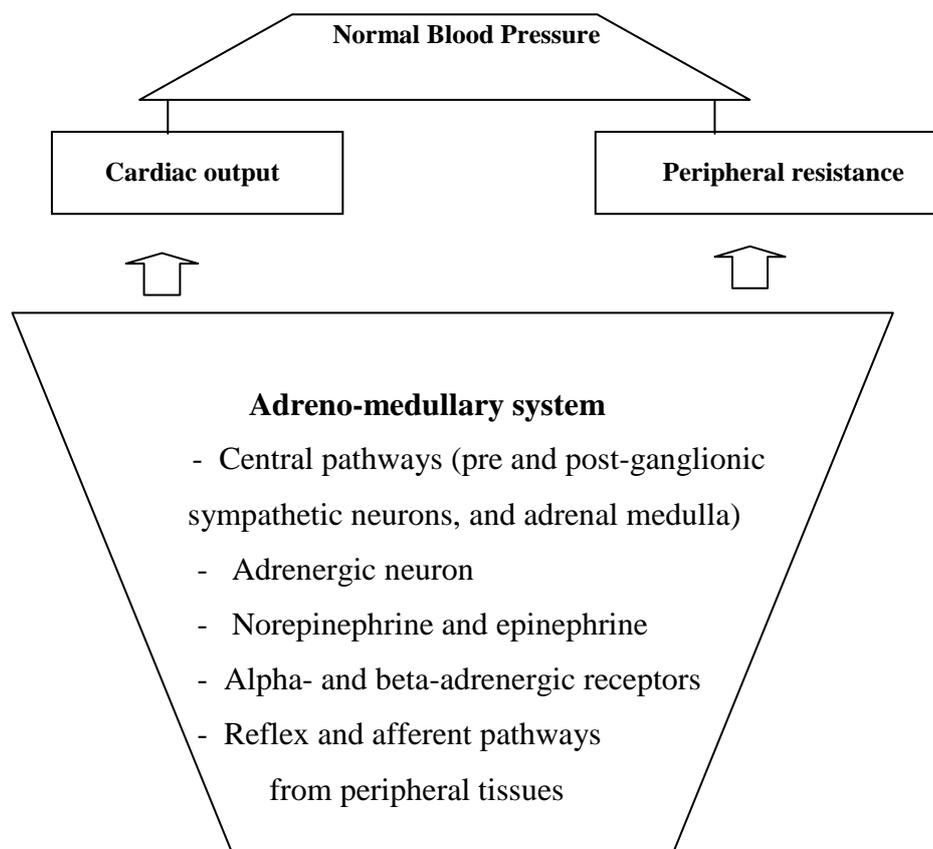 Normal Blood Pressure
Cardiac output
Peripheral resistance
Adreno-medullary system
- Central pathways (pre and post-ganglionic
sympathetic neurons, and adrenal medulla)
- Adrenergic neuron
- Norepinephrine and epinephrine
- Alpha- and beta-adrenergic receptors
- Reflex and afferent pathways
from peripheral tissues